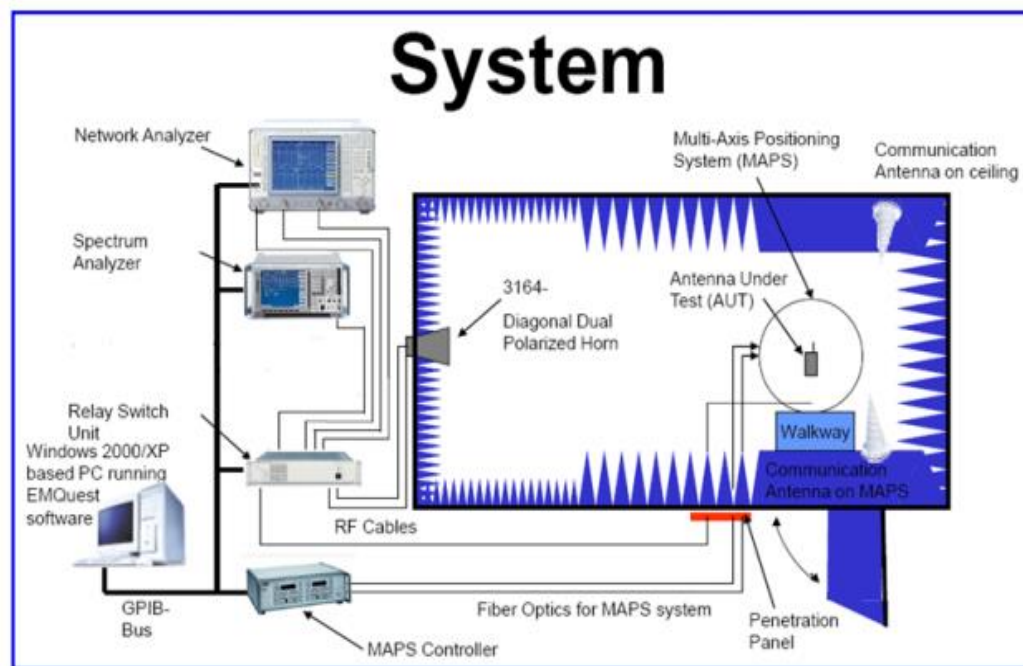 System
Network Analyzer
Multi-Axis Positioning
System (MAPS)
Communication
Antenna on ceiling
Spectrum
Analyzer
3164-
Diagonal Dual
Polarized Horn
Antenna Under
Test (AUT)
Relay Switch
Unit
Windows 2000/XP
based PC running
EMQuest
software
Walkway
Communication
Antenna on MAPS
RF Cables
GPIB-
Bus
MAPS Controller
Fiber Optics for MAPS system
Penetration
Panel